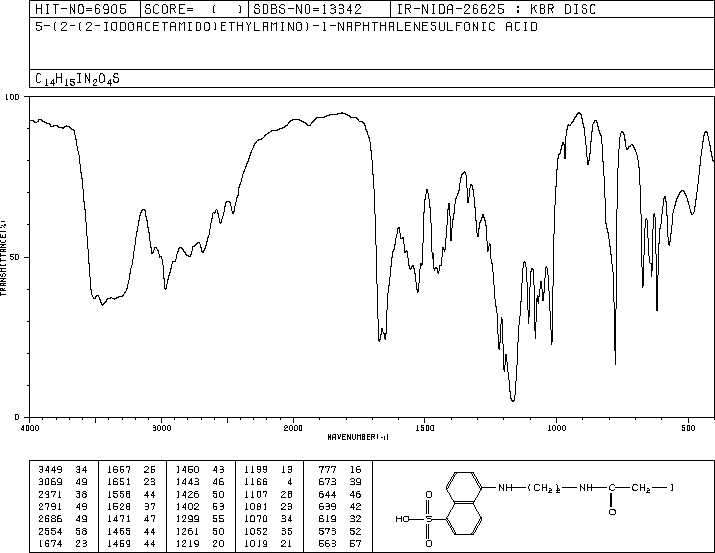 HIT-NO=6905 SCORE= ( ) SDBS-NO=13342 IR-NIDA-26625 : KBR DISC
5-(2-(2-IODOACETAMIDO)ETHYLAMINO)-1-NAPHTHALENESULFONIC ACID
C14H15IN2O4S
100
50
0
TRANSMITTANCE(%)
4000 3000 2000 1500 1000 500
WAVENUMBER(-1)
3449 34 1667 26 1450 43 1199 13 777 16
3069 49 1651 23 1443 46 1166 4 673 39
2971 38 1558 44 1426 50 1107 28 644 46
2791 49 1528 37 1402 53 1081 23 639 42
2686 49 1471 47 1299 55 1070 34 619 32
2554 58 1465 44 1261 50 1052 35 573 52
1674 23 1459 44 1219 20 1019 21 563 57
NH (CH2)2 NH C CH2 I
O
O
HO S
O